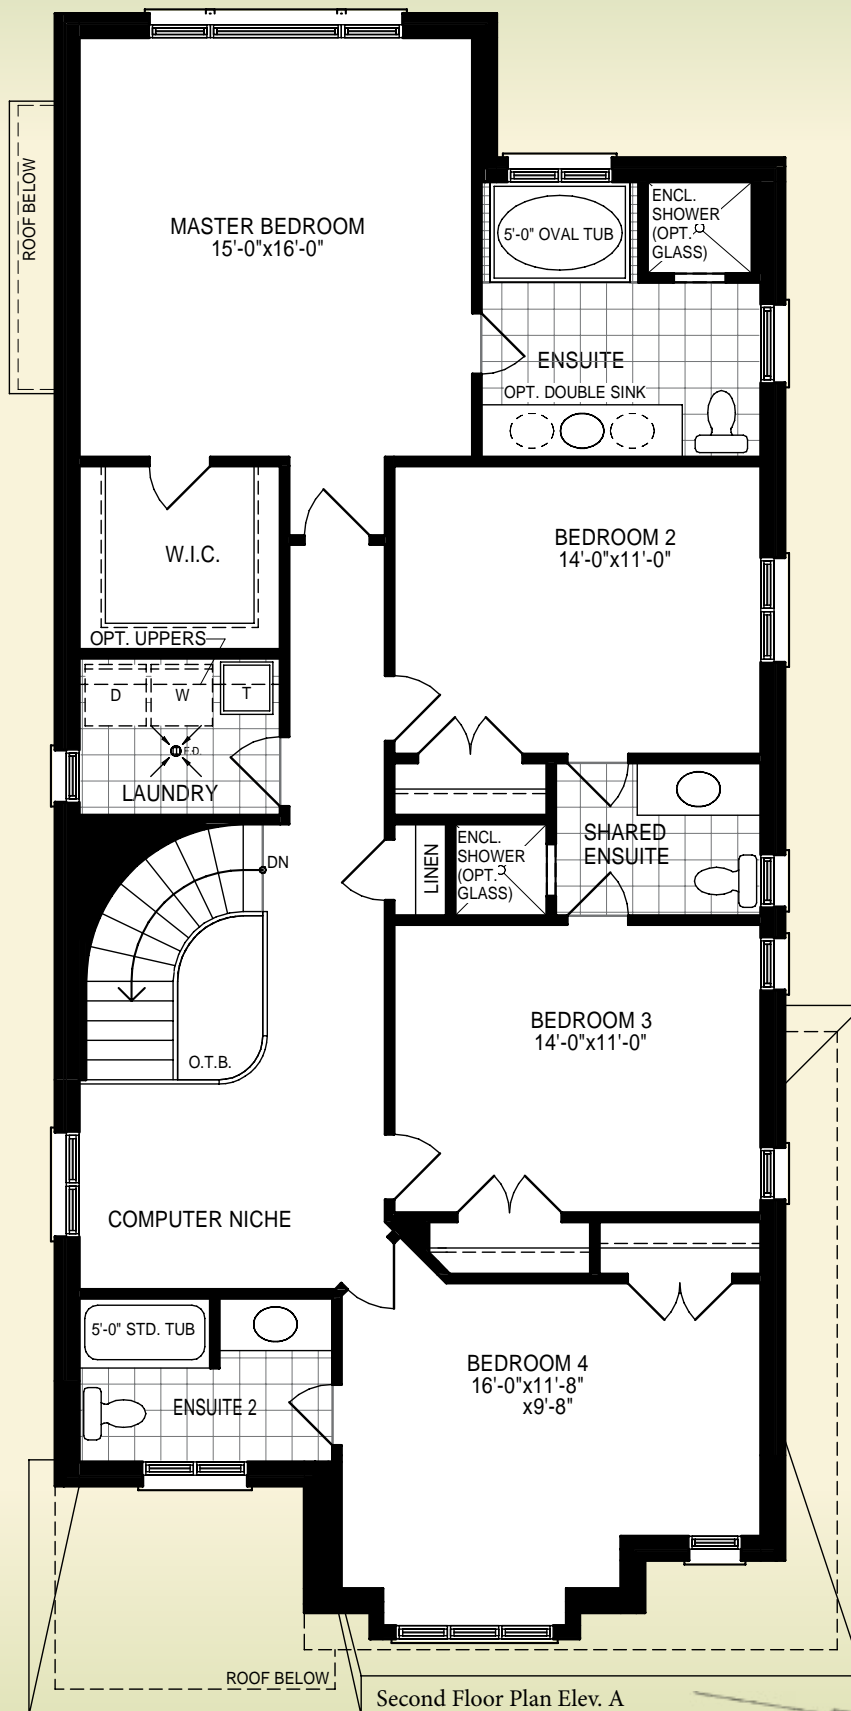 ROOF BELOW
MASTER BEDROOM
15'-0"x16'-0"
5'-0" OVAL TUB
ENCL.
SHOWER
(OPT.
GLASS)
ENSUITE
OPT. DOUBLE SINK
W.I.C.
BEDROOM 2
14'-0"x11'-0"
OPT. UPPERS
D
W
T
F.D.
LAUNDRY
SHARED
ENSUITE
ENCL.
SHOWER
(OPT.
GLASS)
LINEN
DN
O.T.B.
BEDROOM 3
14'-0"x11'-0"
COMPUTER NICHE
5'-0" STD. TUB
ENSUITE 2
BEDROOM 4
16'-0"x11'-8"
x9'-8"
ROOF BELOW
Second Floor Plan Elev. A